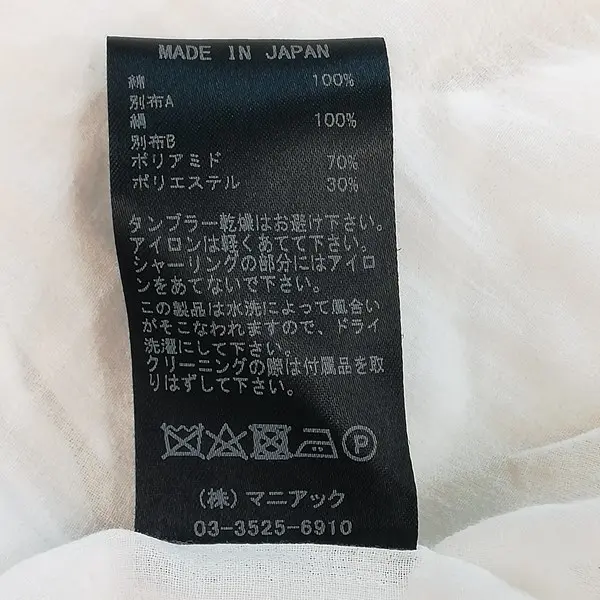 MADE IN JAPAN
綿 100%
別布A
絹 100%
別布B
ポリアミド 70%
ポリエステル 30%
タンブラー乾燥はお避け下さい。
アイロンは軽くあてて下さい。
シャーリングの部分にはアイロ
ンをあてないで下さい。
この製品は水洗によって風合い
がそこなわれますので、ドライ
洗濯にして下さい。
クリーニングの際は付属品を取
りはずして下さい。
P
(株) マニアック
03-3525-6910